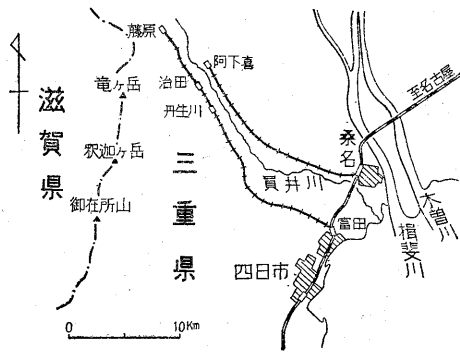 藤原
阿下喜
治田
丹生川
竜ヶ岳
釈迦ヶ岳
御在所山
滋賀県
三重県
員弁川
桑名
至名古屋
木曽川
揖斐川
富田
四日市
0 10Km